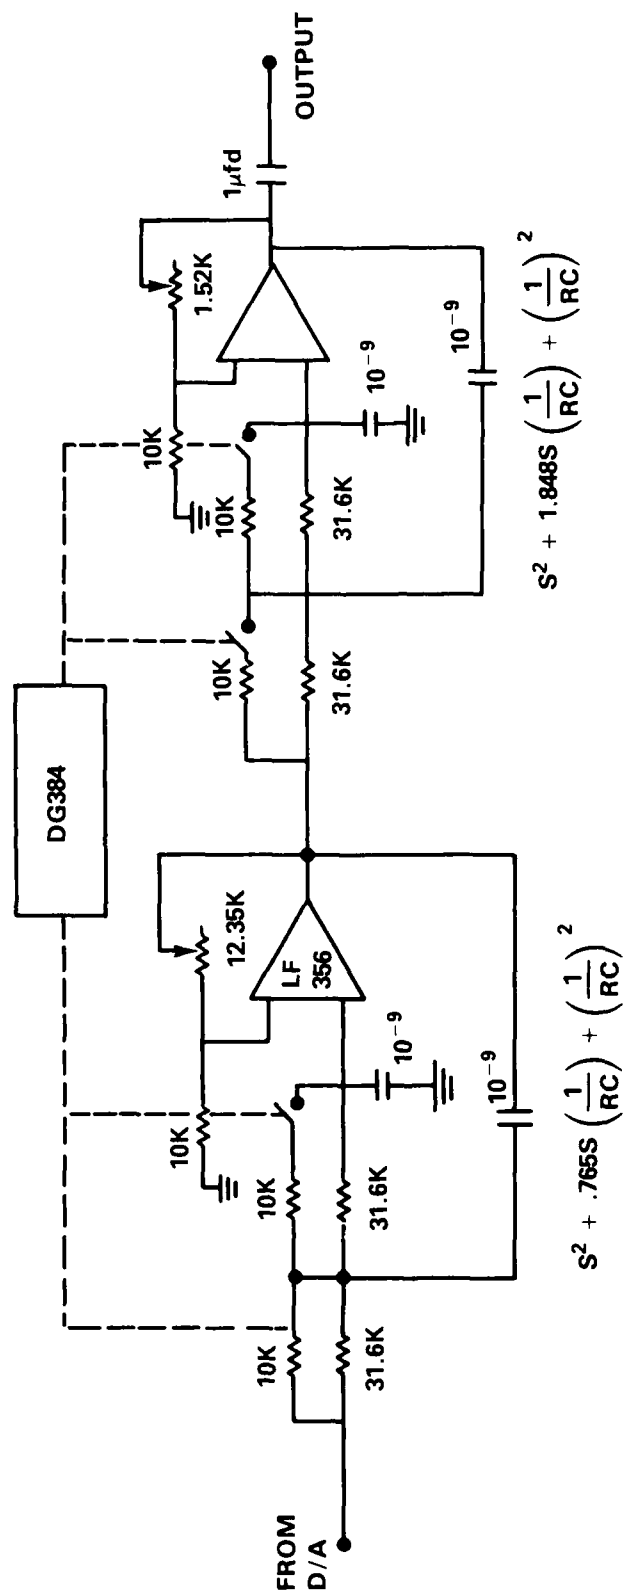 DG384
FROM
D/A
10K
31.6K
10K
31.6K
10K
12.35K
LF
356
10⁻⁹
10⁻⁹
S² + .765S (1/RC) + (1/RC)²
10K
31.6K
10K
31.6K
10K
1.52K
10⁻⁹
10⁻⁹
1μfd
OUTPUT
S² + 1.848S (1/RC) + (1/RC)²